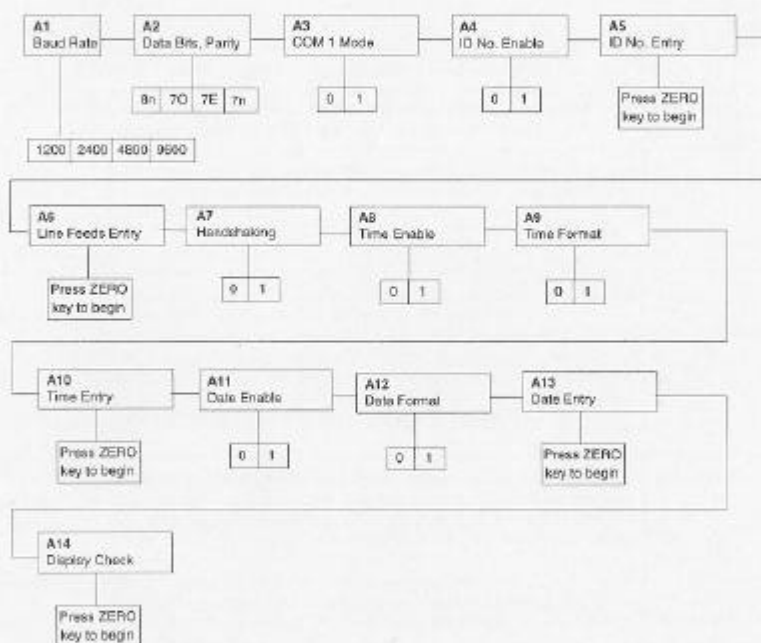 A1
Baud Rate
A2
Data Bits, Parity
A3
COM 1 Mode
A4
ID No. Enable
A5
ID No. Entry
8n 7O 7E 7n
0 1
0 1
Press ZERO
key to begin
1200 2400 4800 9600
A6
Line Feeds Entry
A7
Handshaking
A8
Time Enable
A9
Time Format
Press ZERO
key to begin
0 1
0 1
0 1
A10
Time Entry
A11
Date Enable
A12
Date Format
A13
Date Entry
Press ZERO
key to begin
0 1
0 1
Press ZERO
key to begin
A14
Display Check
Press ZERO
key to begin